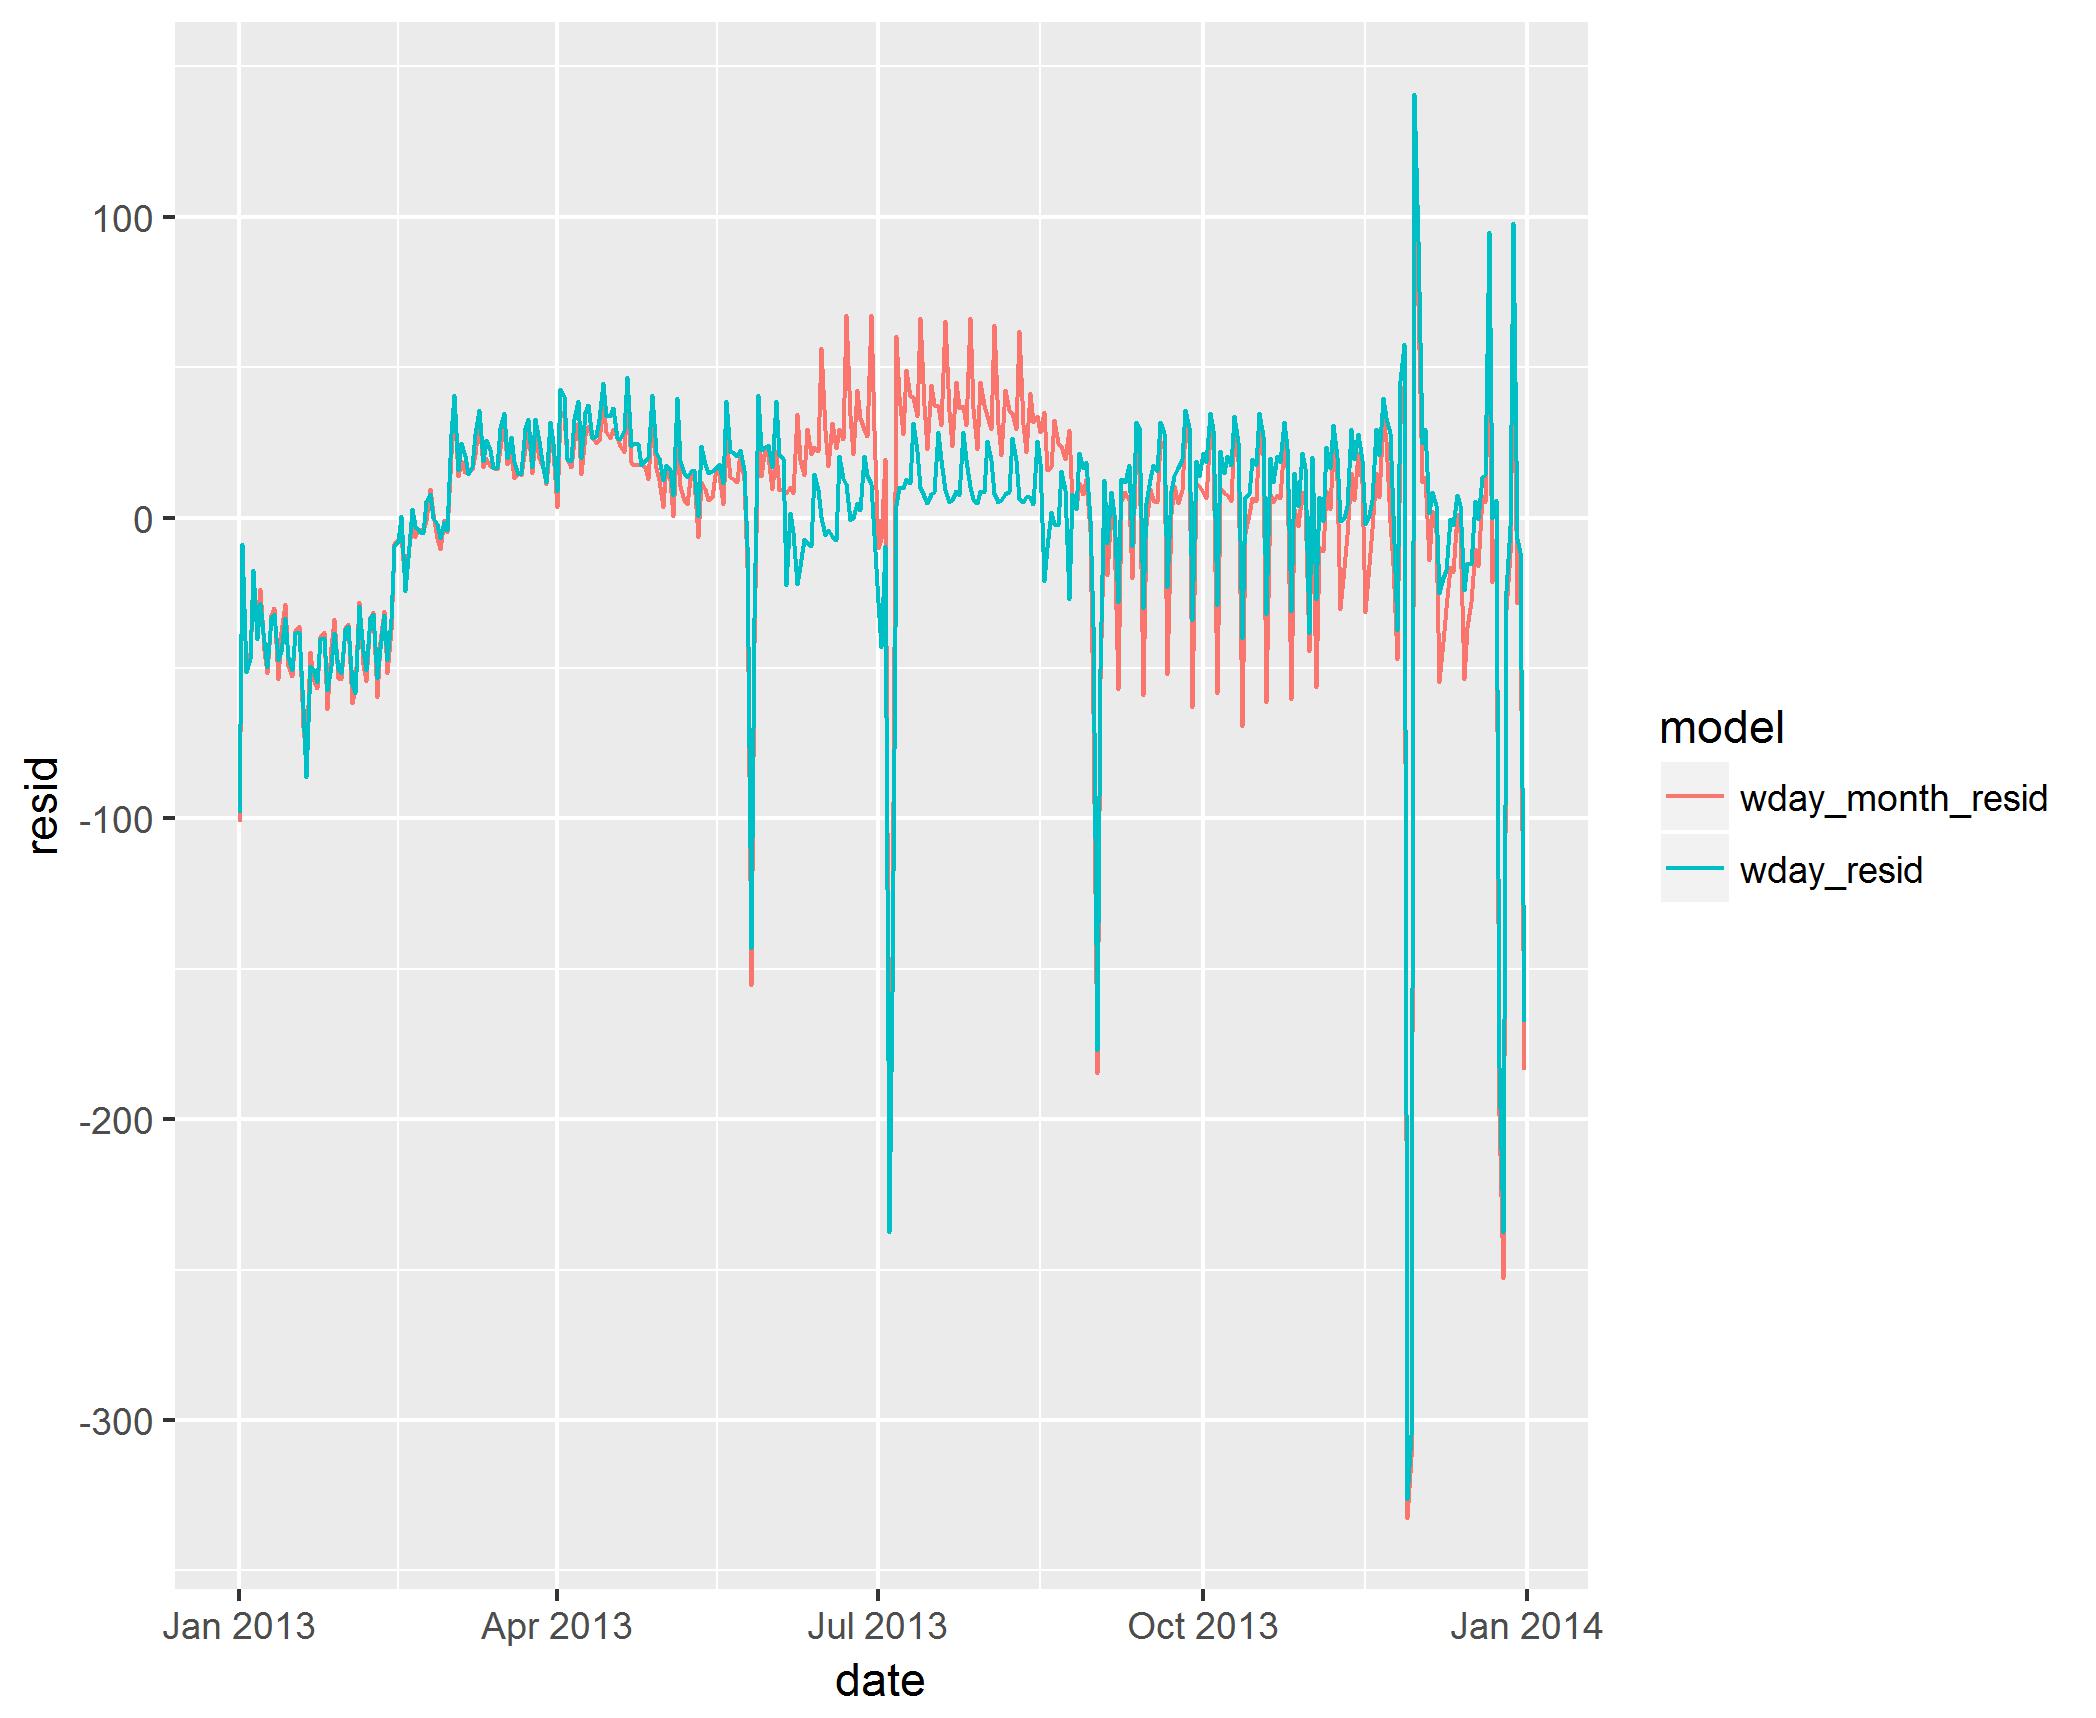 100
0
-100
-200
-300
resid
Jan 2013
Apr 2013
Jul 2013
Oct 2013
Jan 2014
date
model
wday_month_resid
wday_resid